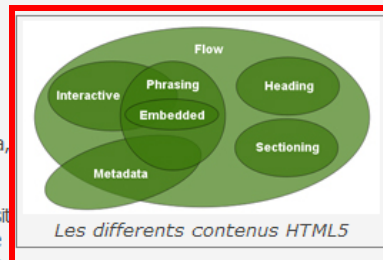 Flow
Phrasing
Heading
Interactive
Embedded
Sectioning
Metadata
Les differents contenus HTML5